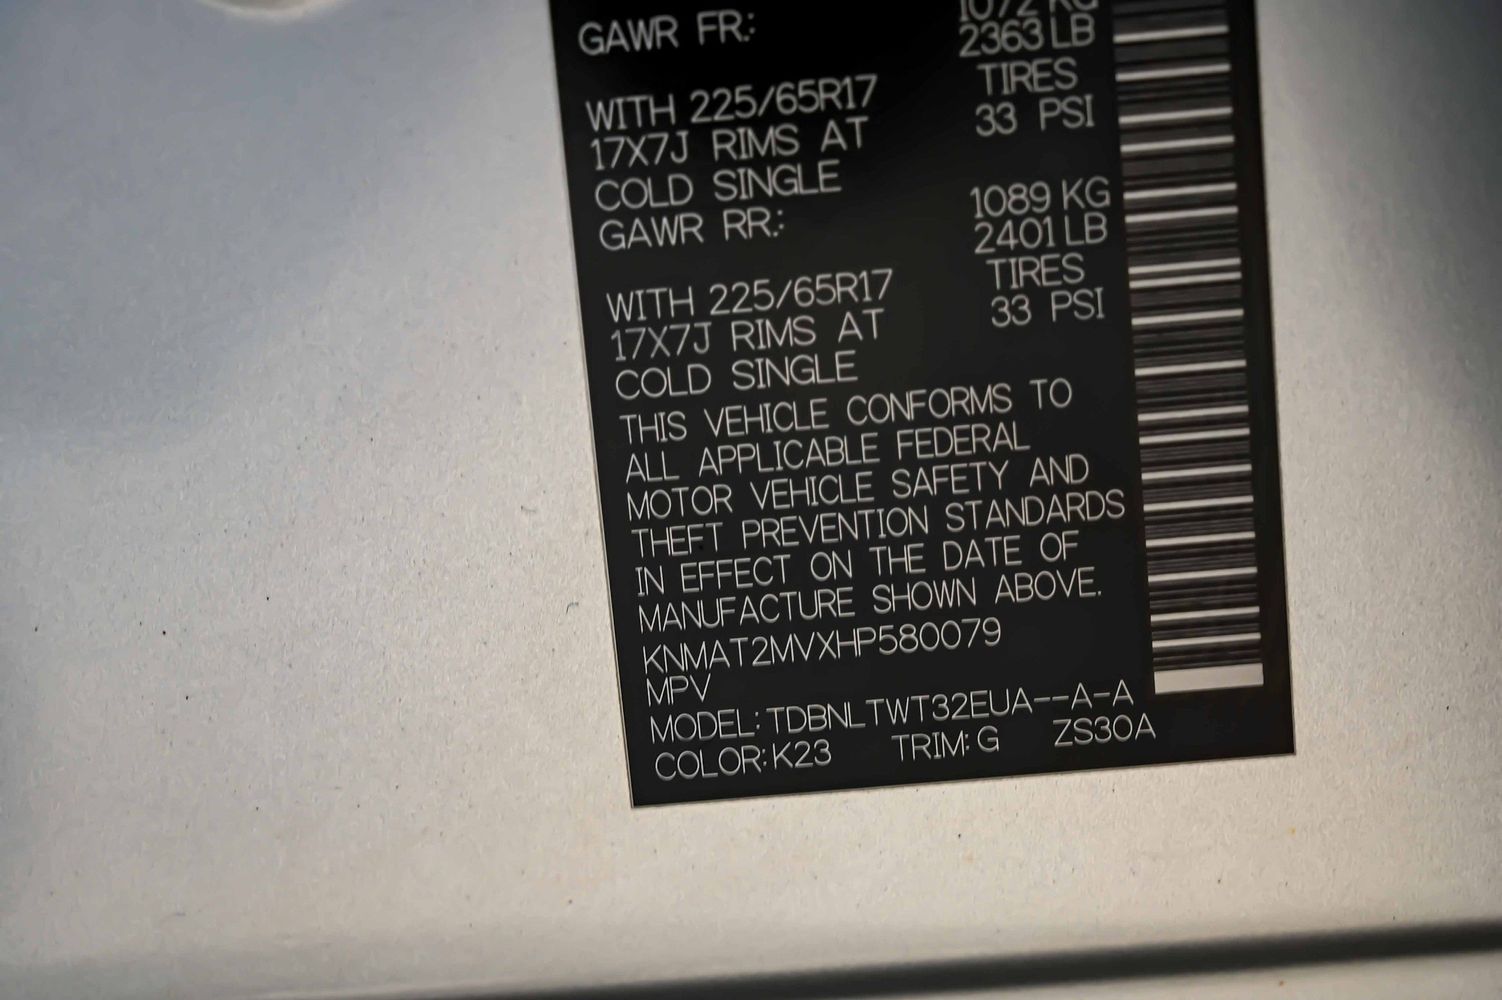 GAWR FR.: 1072 KG
2363 LB
WITH 225/65R17 TIRES
17X7J RIMS AT 33 PSI
COLD SINGLE
GAWR RR.: 1089 KG
2401 LB
WITH 225/65R17 TIRES
17X7J RIMS AT 33 PSI
COLD SINGLE
THIS VEHICLE CONFORMS TO
ALL APPLICABLE FEDERAL
MOTOR VEHICLE SAFETY AND
THEFT PREVENTION STANDARDS
IN EFFECT ON THE DATE OF
MANUFACTURE SHOWN ABOVE.
KNMAT2MVXHP580079
MPV
MODEL: TDBNLTWT32EUA--A-A
COLOR: K23 TRIM: G ZS30A